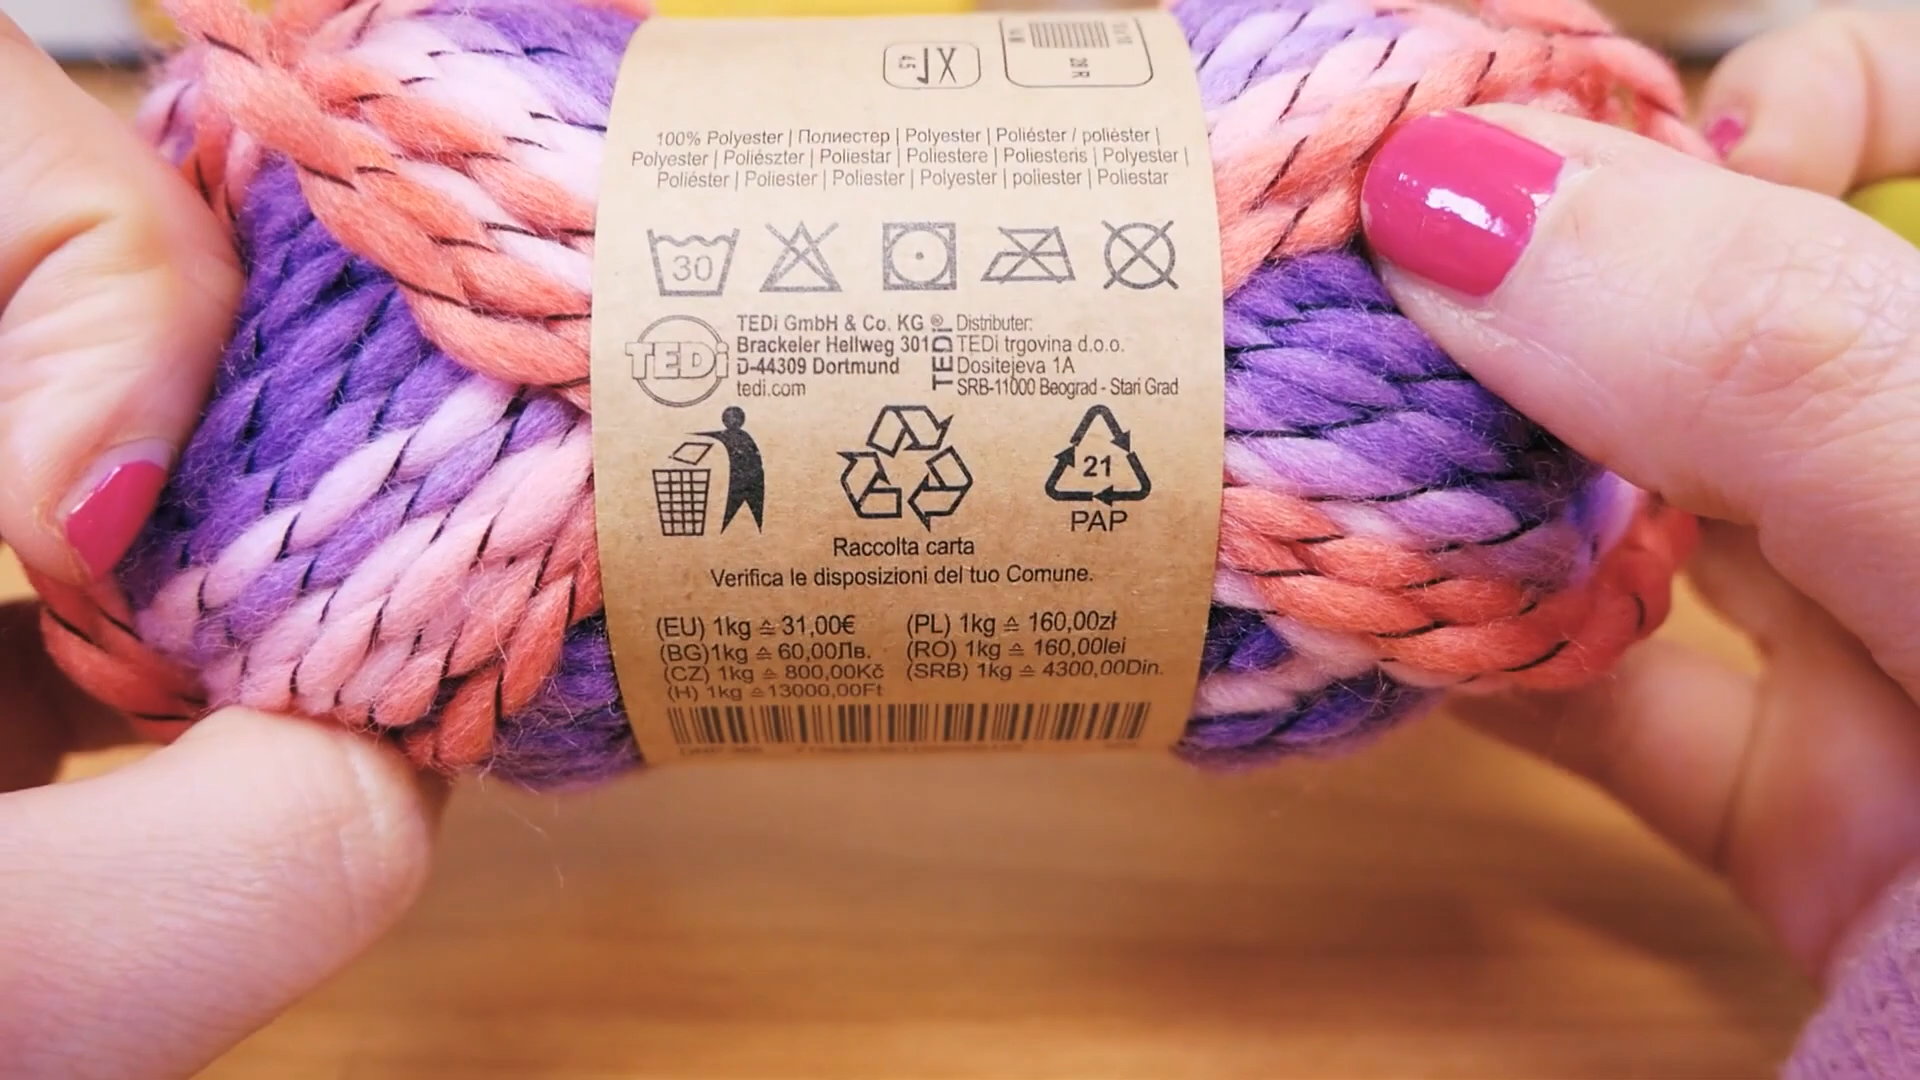 4,5
28 R
100% Polyester | Полиестер | Polyester | Poliéster / polièster |
Polyester | Poliészter | Poliestar | Poliestere | Poliesteris | Polyester |
Poliéster | Poliester | Poliester | Polyester | poliester | Poliestar
30
TEDi
TEDi GmbH & Co. KG
Brackeler Hellweg 301
D-44309 Dortmund
tedi.com
TEDi®
Distributer:
TEDi trgovina d.o.o.
Dositejeva 1A
SRB-11000 Beograd - Stari Grad
21
PAP
Raccolta carta
Verifica le disposizioni del tuo Comune.
(EU) 1kg ≙ 31,00€ (PL) 1kg ≙ 160,00zł
(BG)1kg ≙ 60,00Лв. (RO) 1kg ≙ 160,00lei
(CZ) 1kg ≙ 800,00Kč (SRB) 1kg ≙ 4300,00Din.
(H) 1kg ≙13000,00Ft